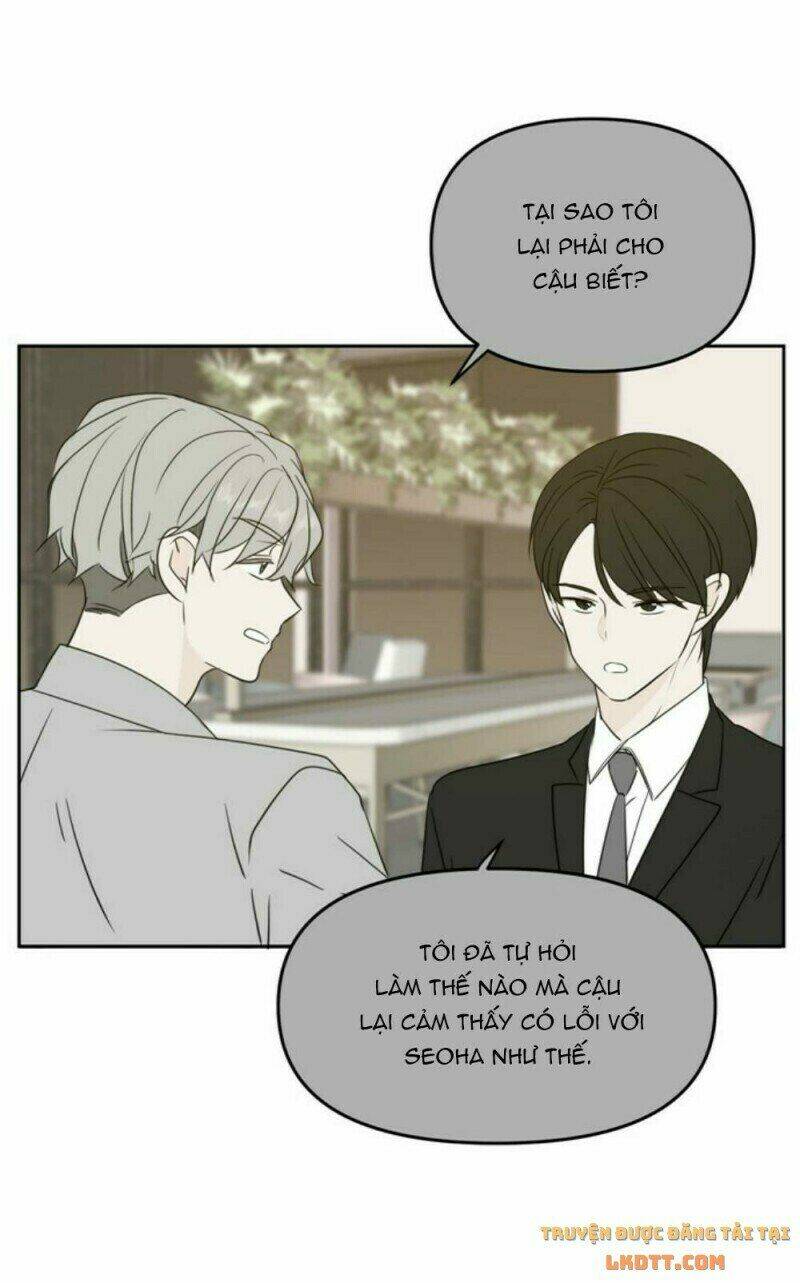 TẠI SAO TÔI
LẠI PHẢI CHO
CẬU BIẾT?
TÔI ĐÃ TỰ HỎI
LÀM THẾ NÀO MÀ CẬU
LẠI CẢM THẤY CÓ LỖI VỚI
SEOHA NHƯ THẾ.
TRUYỆN ĐƯỢC ĐĂNG TẢI TẠI
LKDTT.COM